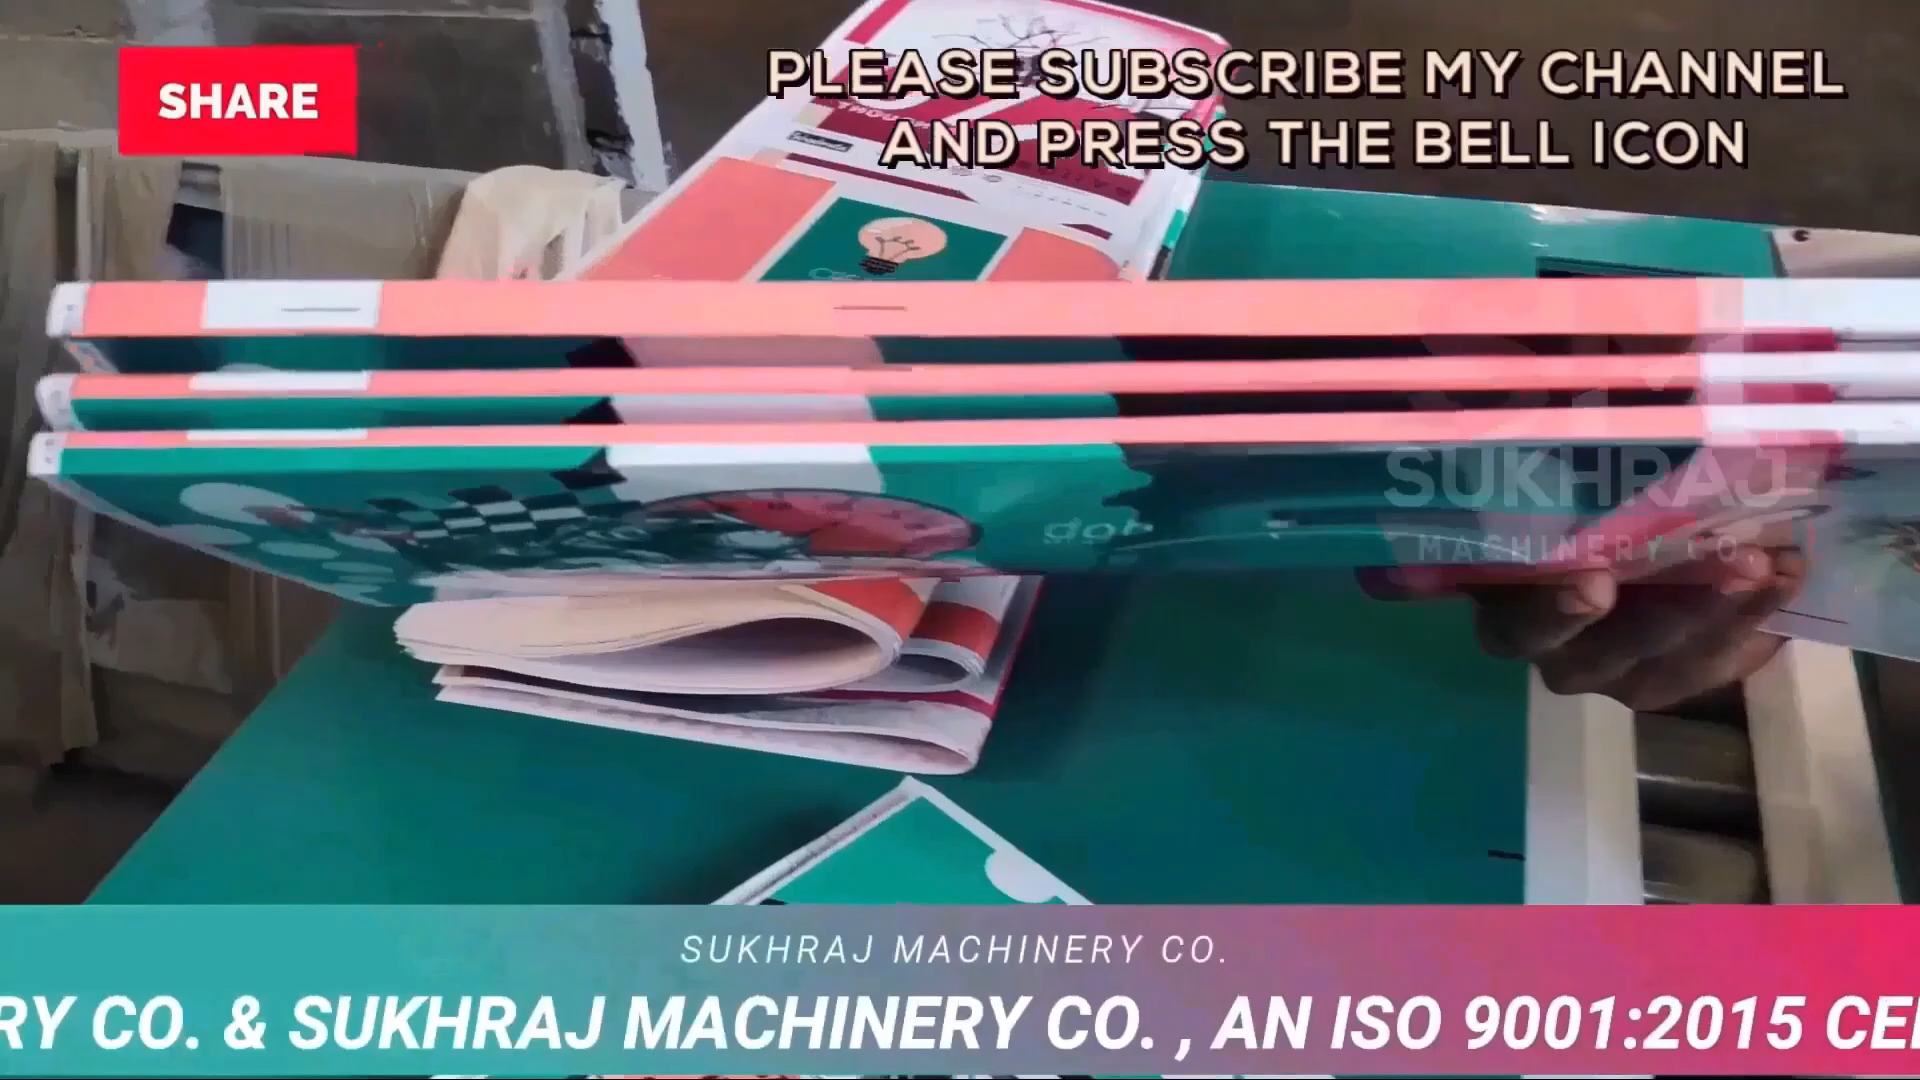 SHARE
PLEASE SUBSCRIBE MY CHANNEL
AND PRESS THE BELL ICON
SM
SUKHRAJ
MACHINERY CO.
SUKHRAJ MACHINERY CO.
RY CO. & SUKHRAJ MACHINERY CO. , AN ISO 9001:2015 CE